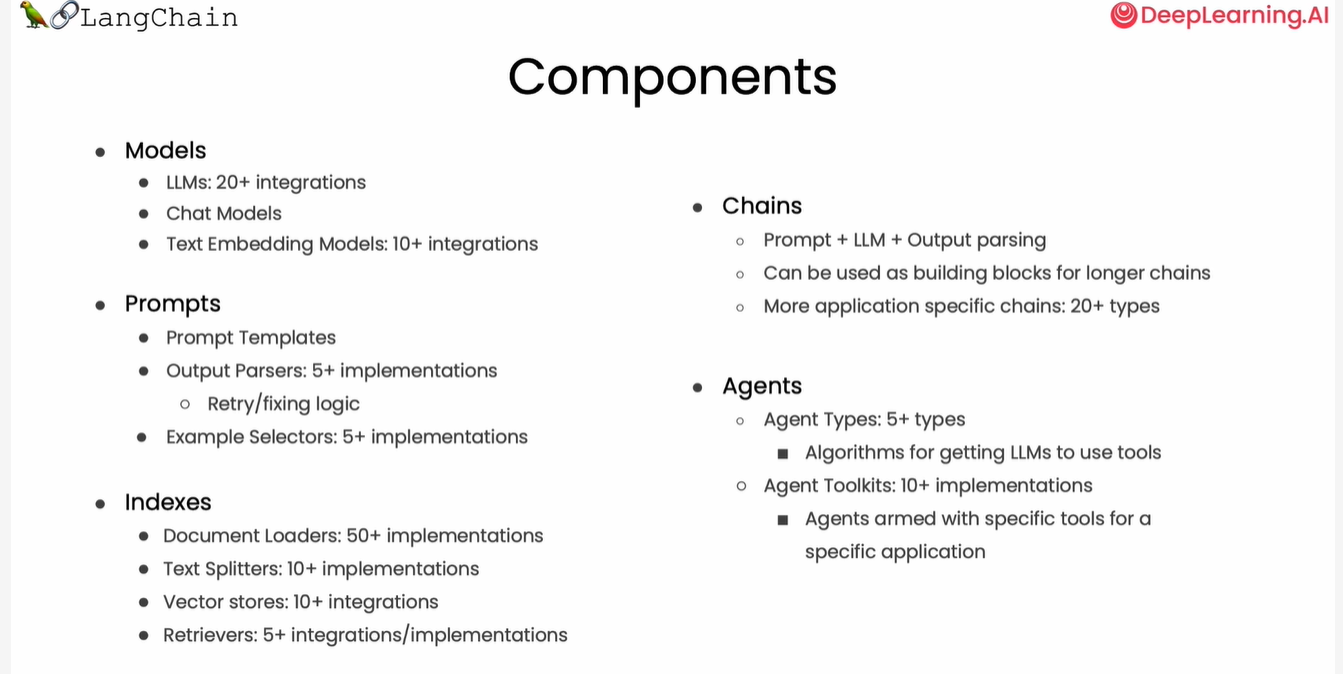 LangChain
DeepLearning.AI
Components
Models
LLMs: 20+ integrations
Chat Models
Text Embedding Models: 10+ integrations
Prompts
Prompt Templates
Output Parsers: 5+ implementations
Retry/fixing logic
Example Selectors: 5+ implementations
Indexes
Document Loaders: 50+ implementations
Text Splitters: 10+ implementations
Vector stores: 10+ integrations
Retrievers: 5+ integrations/implementations
Chains
Prompt + LLM + Output parsing
Can be used as building blocks for longer chains
More application specific chains: 20+ types
Agents
Agent Types: 5+ types
Algorithms for getting LLMs to use tools
Agent Toolkits: 10+ implementations
Agents armed with specific tools for a
specific application